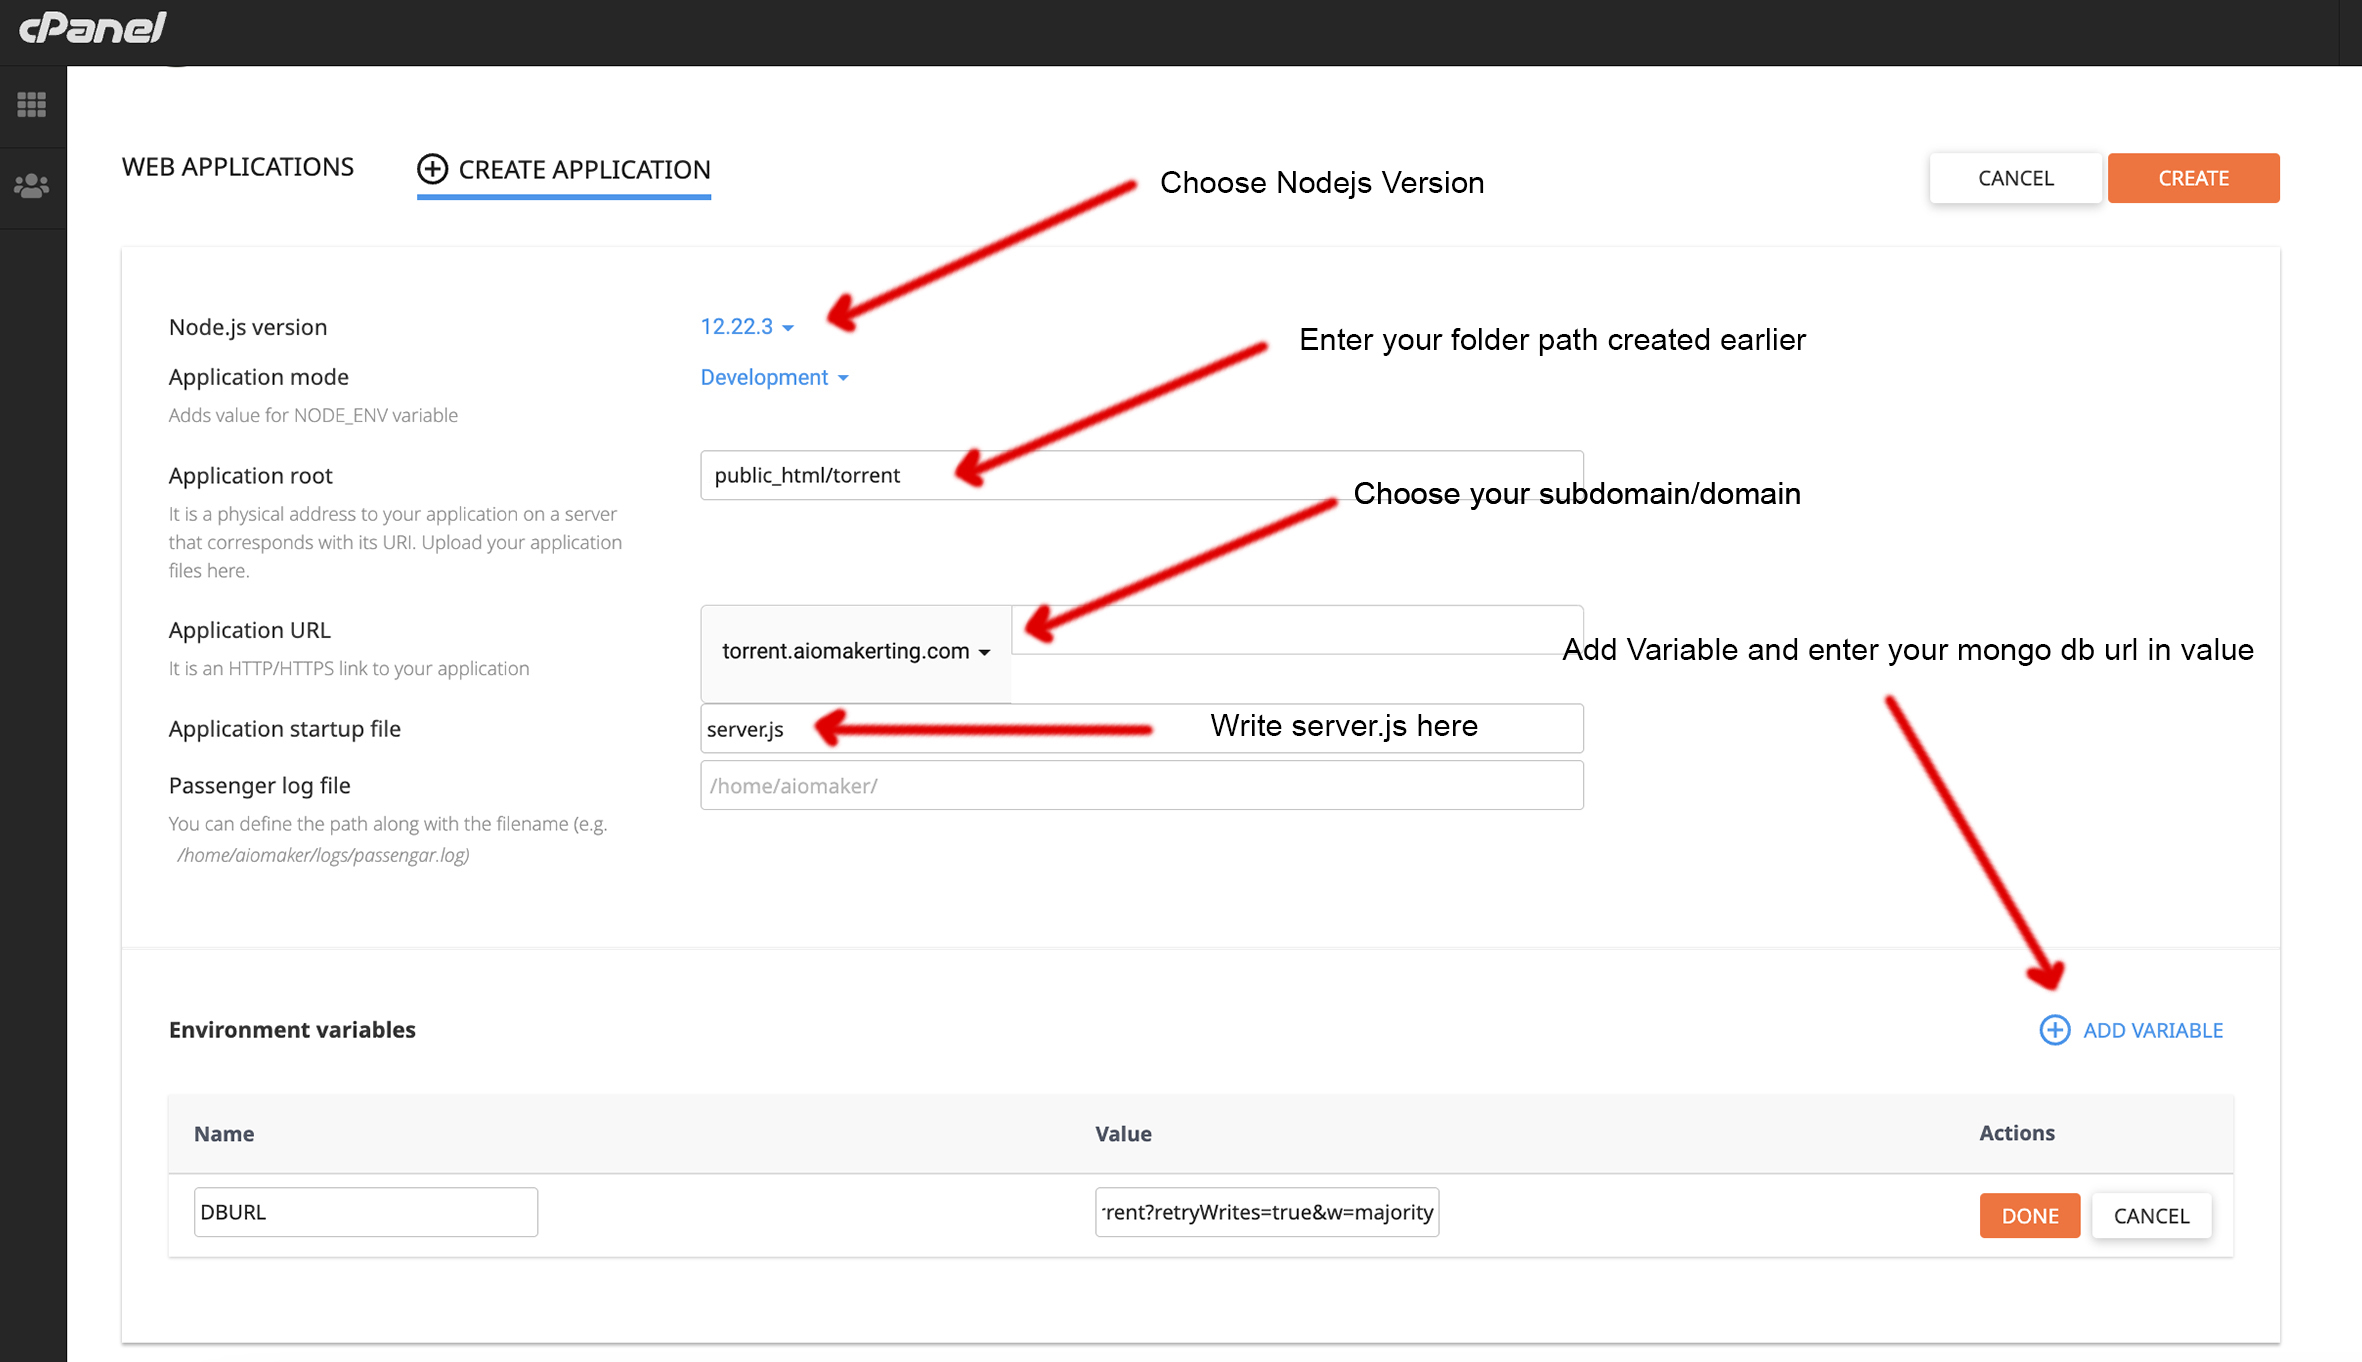 cPanel
WEB APPLICATIONS
CREATE APPLICATION
Choose Nodejs Version
CANCEL
CREATE
Node.js version
12.22.3
Enter your folder path created earlier
Application mode
Development
Adds value for NODE_ENV variable
Application root
public_html/torrent
Choose your subdomain/domain
It is a physical address to your application on a server
that corresponds with its URI. Upload your application
files here.
Application URL
torrent.aiomakerting.com
Add Variable and enter your mongo db url in value
It is an HTTP/HTTPS link to your application
Application startup file
server.js
Write server.js here
Passenger log file
/home/aiomaker/
You can define the path along with the filename (e.g.
/home/aiomaker/logs/passengar.log)
Environment variables
ADD VARIABLE
Name
Value
Actions
DBURL
rent?retryWrites=true&w=majority
DONE
CANCEL